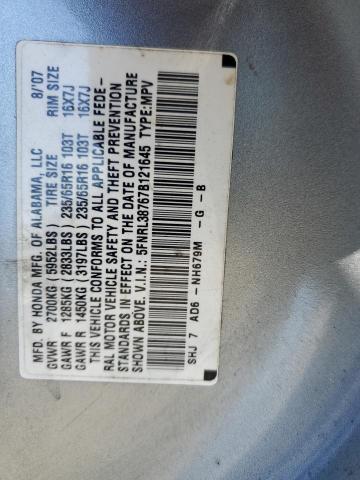 MFD. BY HONDA MFG. OF ALABAMA, LLC 8/'07
GVWR 2700KG (5952LBS) TIRE SIZE RIM SIZE
GAWR F 1285KG (2833LBS) 235/65R16 103T 16X7J
GAWR R 1450KG (3197LBS) 235/65R16 103T 16X7J
THIS VEHICLE CONFORMS TO ALL APPLICABLE FEDE-
RAL MOTOR VEHICLE SAFETY AND THEFT PREVENTION
STANDARDS IN EFFECT ON THE DATE OF MANUFACTURE
SHOWN ABOVE. V.I.N.: 5FNRL38767B121645 TYPE:MPV
SHJ 7 AD6 -NH679M -G -B